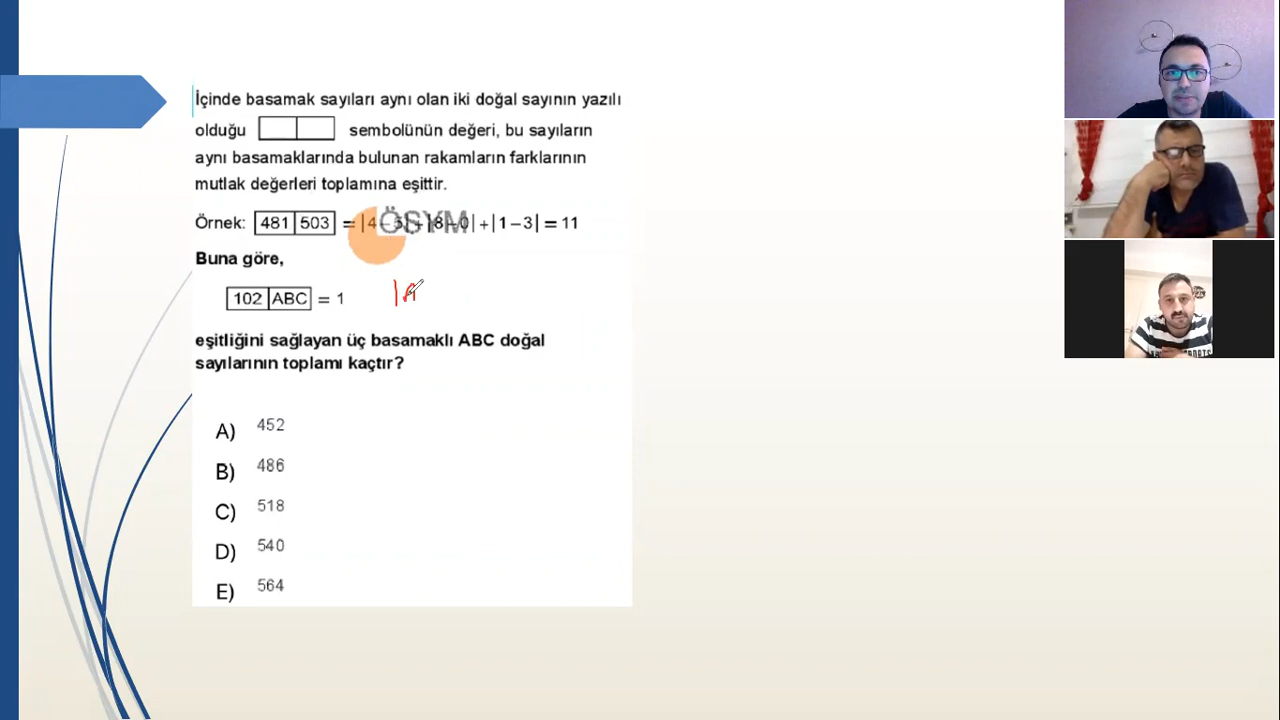 İçinde basamak sayıları aynı olan iki doğal sayının yazılı
olduğu sembolünün değeri, bu sayıların
aynı basamaklarında bulunan rakamların farklarının
mutlak değerleri toplamına eşittir.
Örnek: 481 503 = |4 – 5| + |8 – 0| + |1 – 3| = 11
ÖSYM
Buna göre,
102 ABC = 1
eşitliğini sağlayan üç basamaklı ABC doğal
sayılarının toplamı kaçtır?
A) 452
B) 486
C) 518
D) 540
E) 564